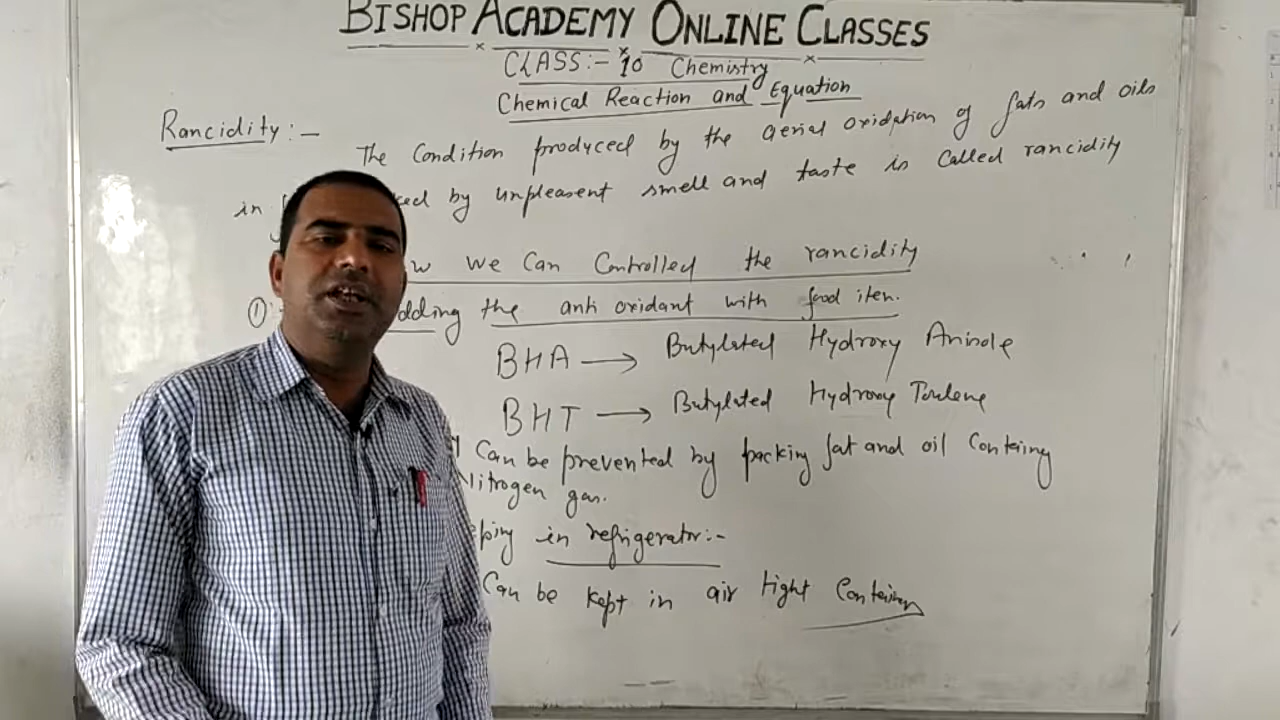 BISHOP ACADEMY ONLINE CLASSES
CLASS:- 10 Chemistry
Chemical Reaction and Equation
Rancidity:-
The Condition produced by the aerial oxidation of fats and oils
in by unpleasent smell and taste is called rancidity
we Can Controlled the rancidity
① the anti oxidant with food iten.
BHA → Butylated Hydroxy Anisole
BHT → Butylated Hydroxy Toulene
Can be prevented by packing fat and oil Containg
Nitrogen gas.
in refrigerator:-
Can be kept in air tight